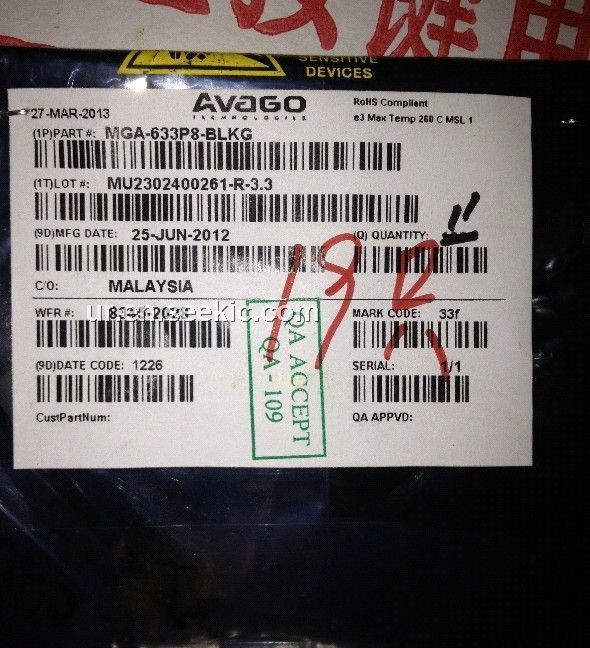 SENSITIVE
DEVICES
27-MAR-2013
AVAGO
TECHNOLOGIES
RoHS Compliant
e3 Max Temp 260 C MSL 1
(1P)PART #: MGA-633P8-BLKG
(1T)LOT #: MU2302400261-R-3.3
(9D)MFG DATE: 25-JUN-2012
(Q) QUANTITY:
C/O: MALAYSIA
WFR #:
MARK CODE: 33f
(9D)DATE CODE: 1226
SERIAL: 1/1
CustPartNum:
QA APPVD:
QA ACCEPT
QA - 109
19